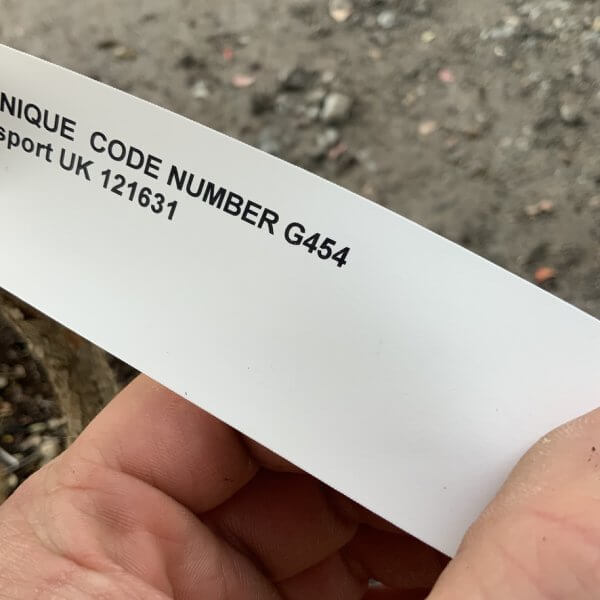 NIQUE CODE NUMBER G454
sport UK 121631